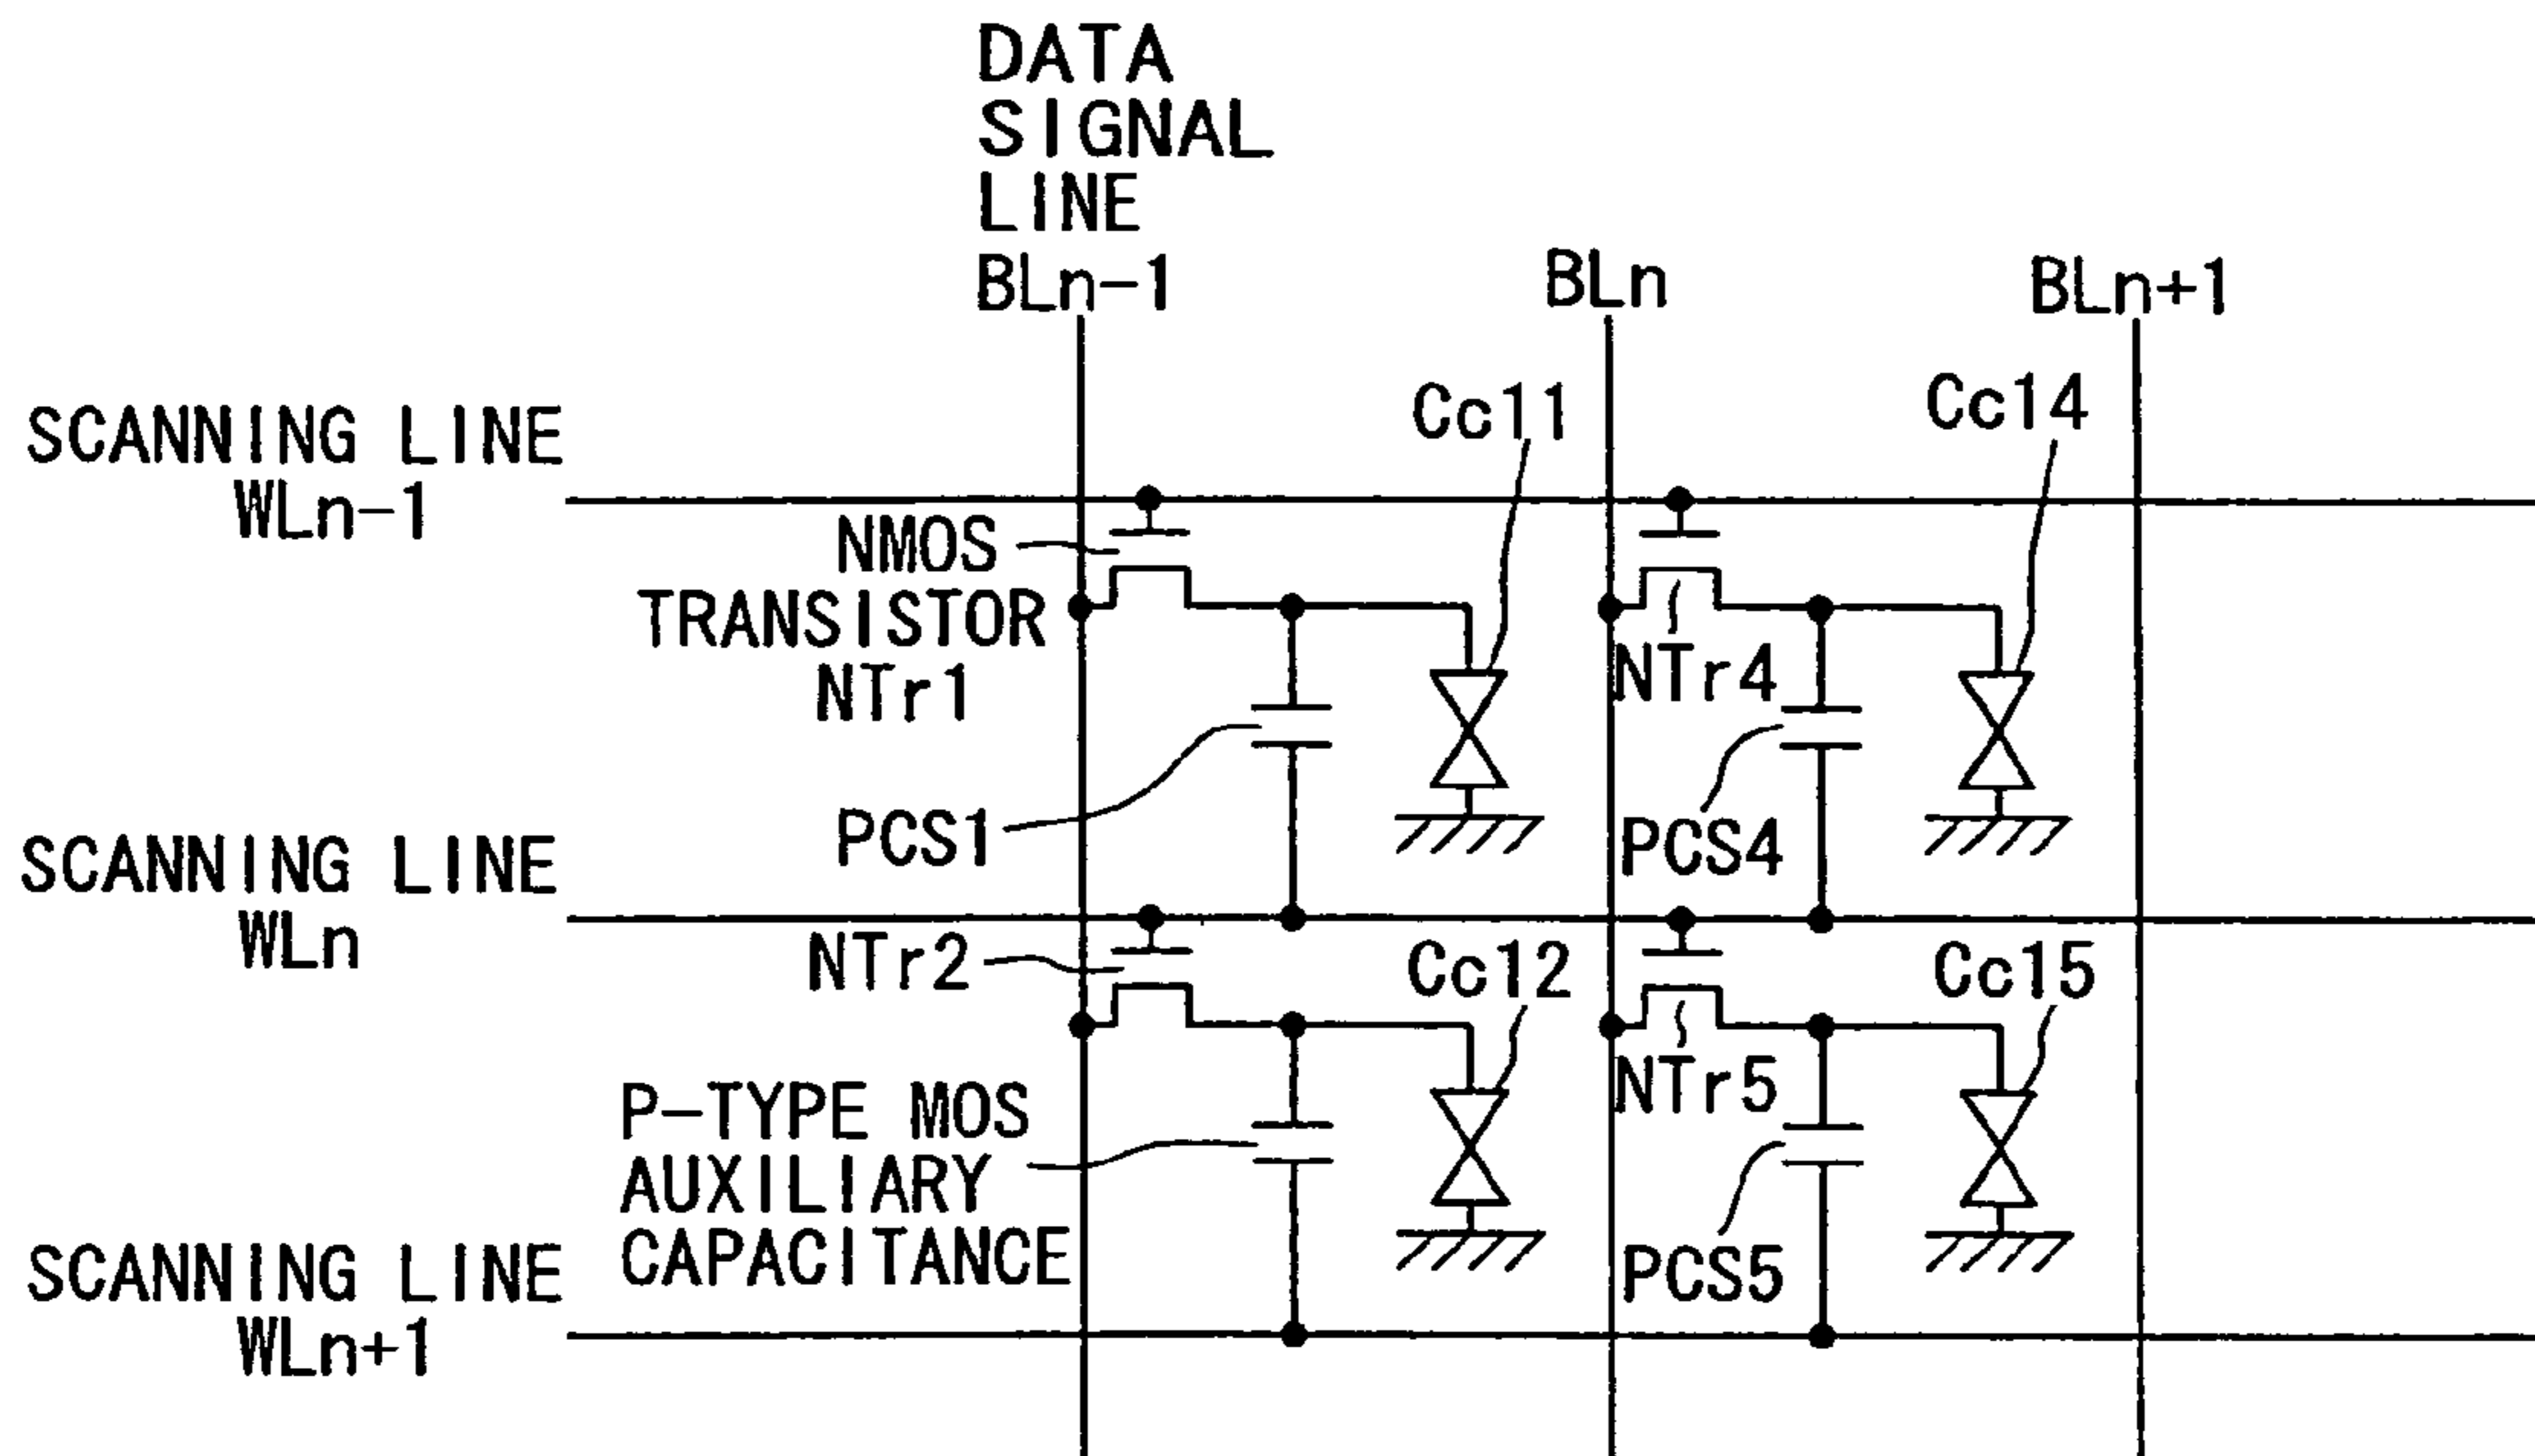 DATA
SIGNAL
LINE
BLn-1
BLn
BLn+1
Cc11
Cc14
SCANNING LINE
WLn-1
NMOS
TRANSISTOR
NTr1
NTr4
PCS1
PCS4
SCANNING LINE
WLn
NTr2
Cc12
Cc15
NTr5
P-TYPE MOS
AUXILIARY
CAPACITANCE
PCS5
SCANNING LINE
WLn+1